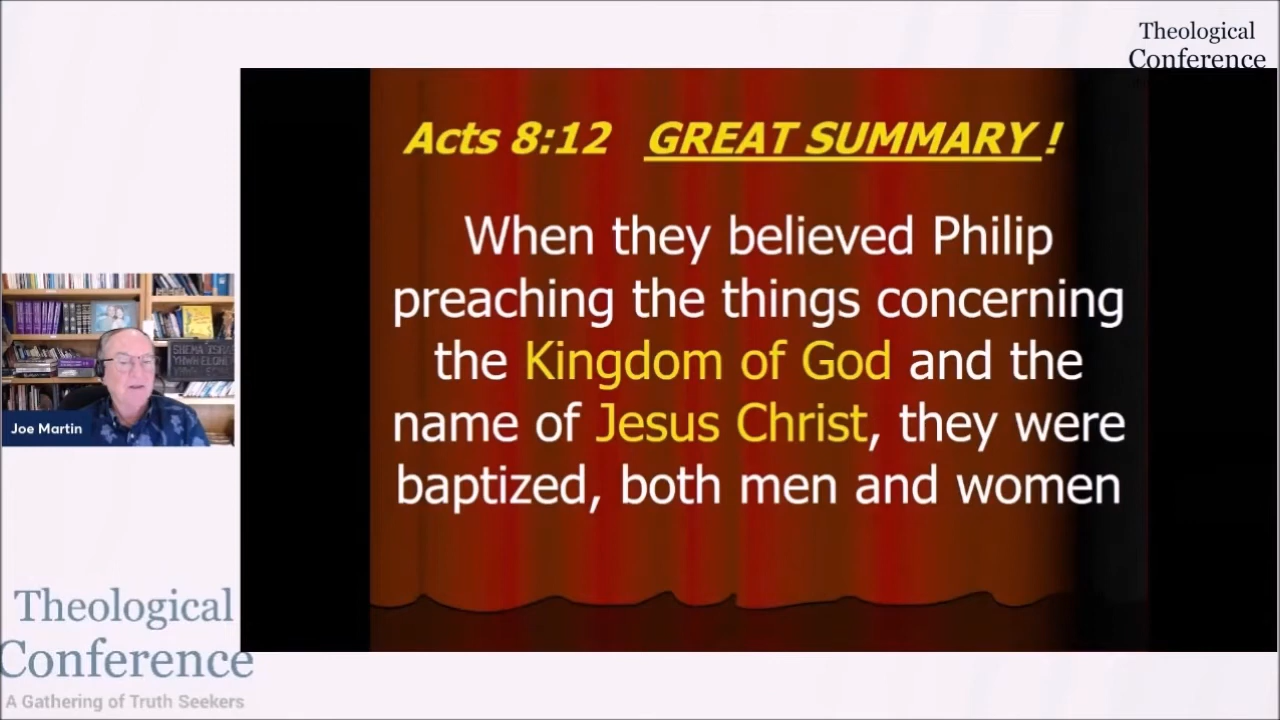 Theological
Conference
Acts 8:12 GREAT SUMMARY !
When they believed Philip
preaching the things concerning
the Kingdom of God and the
name of Jesus Christ, they were
baptized, both men and women
SHEMA
Joe Martin
Theological
Conference
A Gathering of Truth Seekers